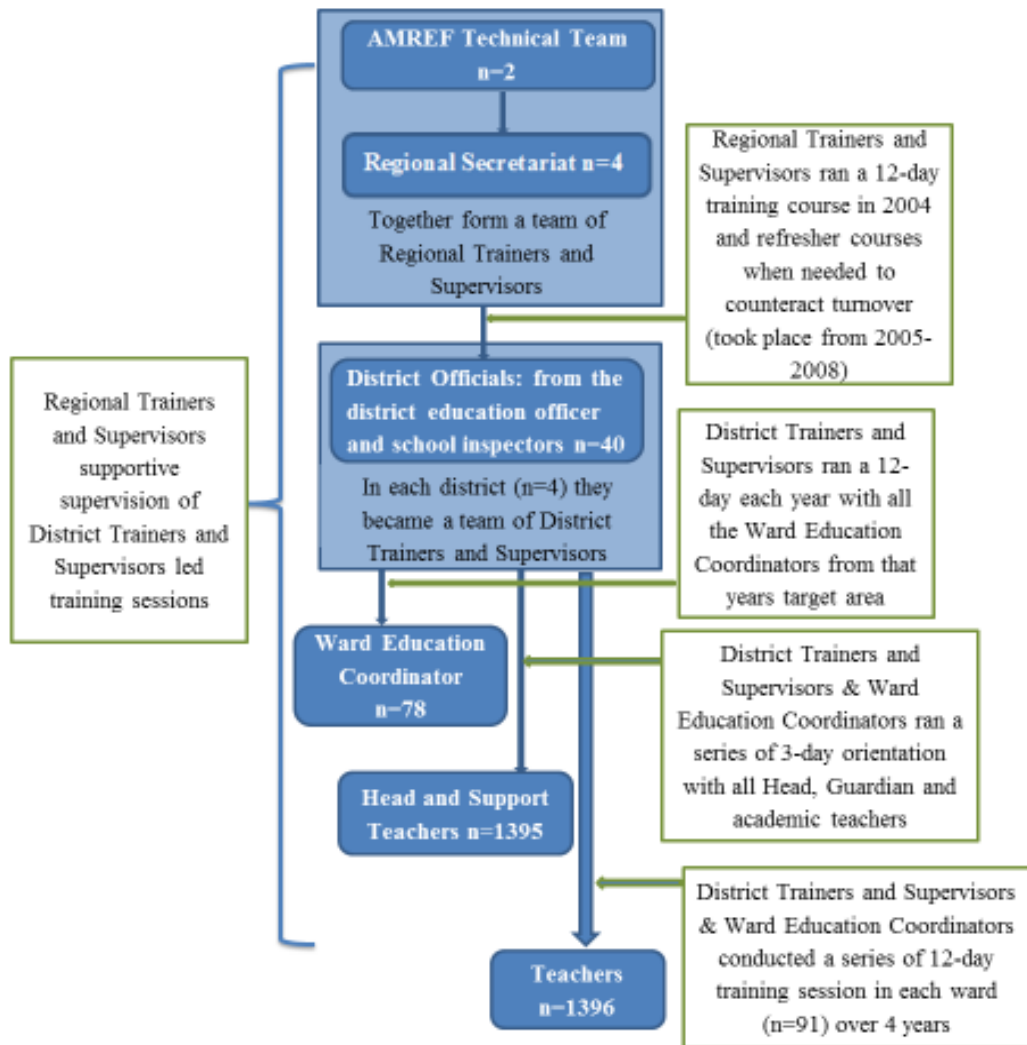 AMREF Technical Team
n=2
Regional Secretariat n=4
Together form a team of
Regional Trainers and
Supervisors
Regional Trainers and
Supervisors ran a 12-day
training course in 2004
and refresher courses
when needed to
counteract turnover
(took place from 2005-
2008)
Regional Trainers
and Supervisors
supportive
supervision of
District Trainers and
Supervisors led
training sessions
District Officials: from the
district education officer
and school inspectors n=40
In each district (n=4) they
became a team of District
Trainers and Supervisors
District Trainers and
Supervisors ran a 12-
day each year with all
the Ward Education
Coordinators from that
years target area
Ward Education
Coordinator
n=78
District Trainers and
Supervisors & Ward
Education Coordinators ran a
series of 3-day orientation
with all Head, Guardian and
academic teachers
Head and Support
Teachers n=1395
District Trainers and Supervisors
& Ward Education Coordinators
conducted a series of 12-day
training session in each ward
(n=91) over 4 years
Teachers
n=1396